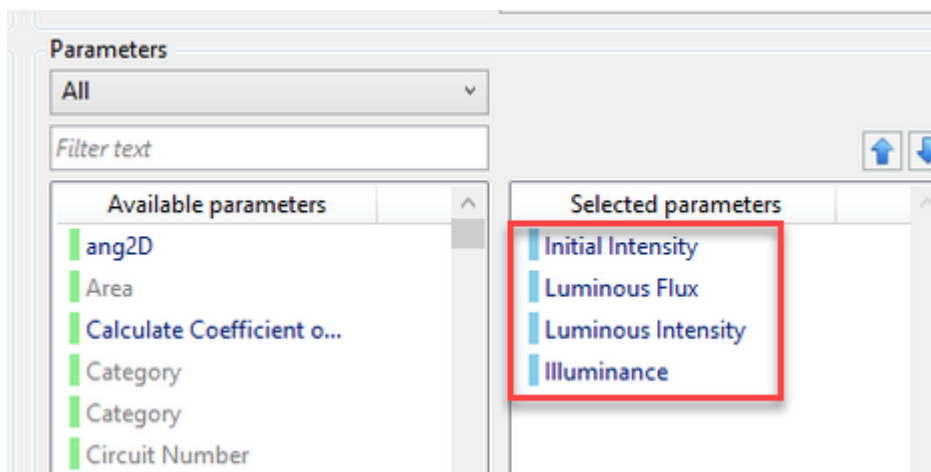 Parameters
All
Filter text
Available parameters
ang2D
Area
Calculate Coefficient o...
Category
Category
Circuit Number
Selected parameters
Initial Intensity
Luminous Flux
Luminous Intensity
Illuminance